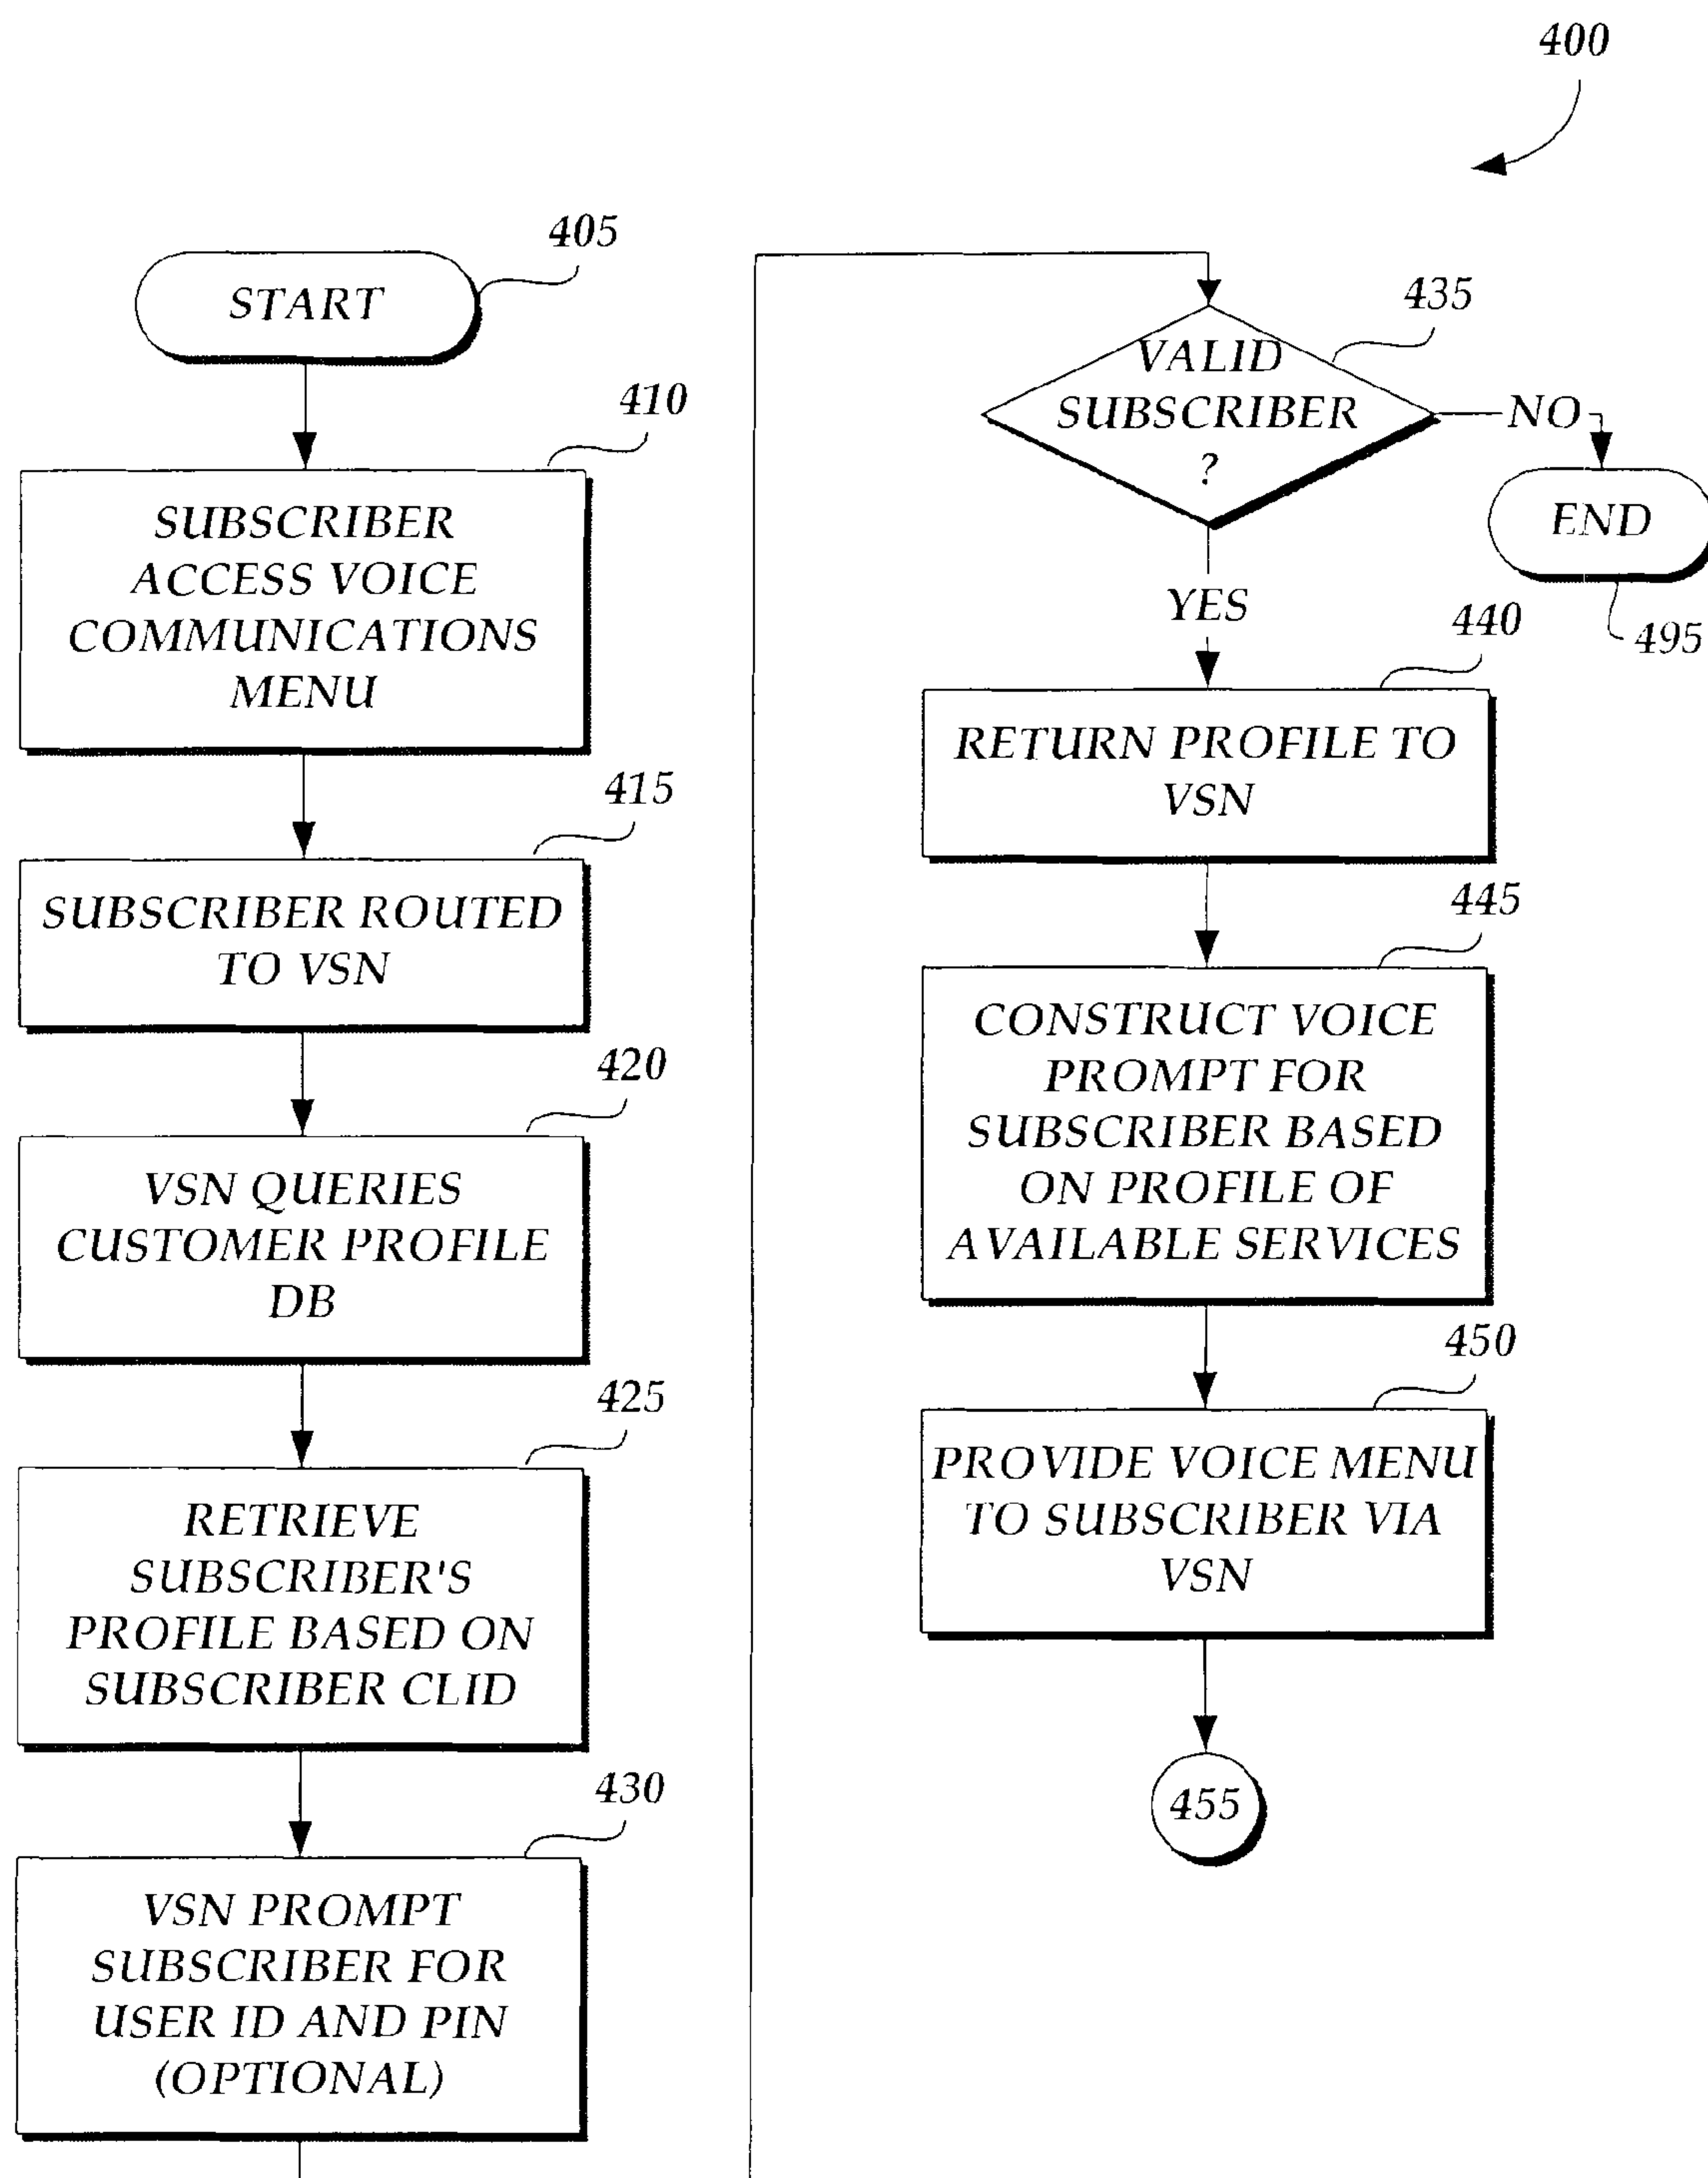 400
405
START
410
SUBSCRIBER
ACCESS VOICE
COMMUNICATIONS
MENU
415
SUBSCRIBER ROUTED
TO VSN
420
VSN QUERIES
CUSTOMER PROFILE
DB
425
RETRIEVE
SUBSCRIBER'S
PROFILE BASED ON
SUBSCRIBER CLID
430
VSN PROMPT
SUBSCRIBER FOR
USER ID AND PIN
(OPTIONAL)
435
VALID
SUBSCRIBER
?
NO
END
495
YES
440
RETURN PROFILE TO
VSN
445
CONSTRUCT VOICE
PROMPT FOR
SUBSCRIBER BASED
ON PROFILE OF
AVAILABLE SERVICES
450
PROVIDE VOICE MENU
TO SUBSCRIBER VIA
VSN
455